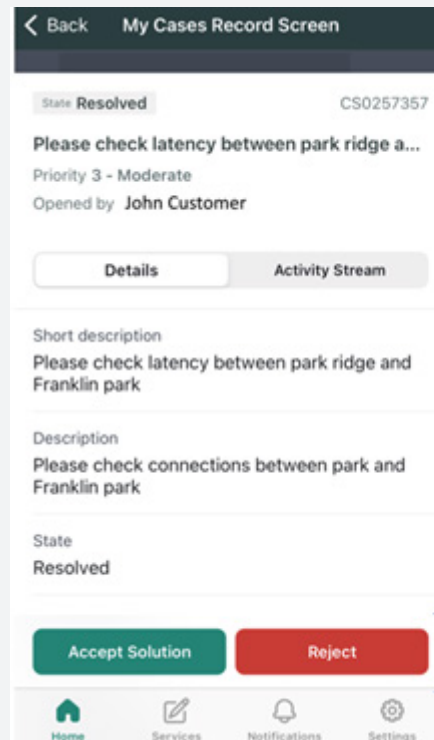 Back My Cases Record Screen
State Resolved CS0257357
Please check latency between park ridge a...
Priority 3 - Moderate
Opened by John Customer
Details Activity Stream
Short description
Please check latency between park ridge and
Franklin park
Description
Please check connections between park and
Franklin park
State
Resolved
Accept Solution Reject
Home Services Notifications Settings